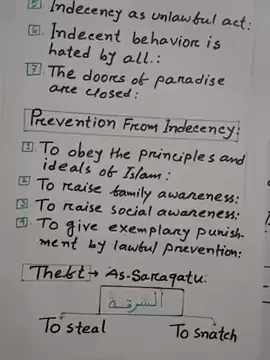 5 Indecency as unlawful act:
6 Indecent behavior is
hated by all.:
7 The doors of paradise
are closed:
Prevention From Indecency:
1 To obey the principles and
ideals of Islam:
2 To raise family awareness:
3 To raise social awareness:
4 To give exemplary punish-
ment by lawful prevention:
Theft → As-Saraqatu:
السرقة
To steal To snatch